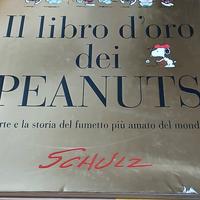 Il libro d'oro
dei
PEANUTS
rte e la storia del fumetto più amato del mond
SCHULZ